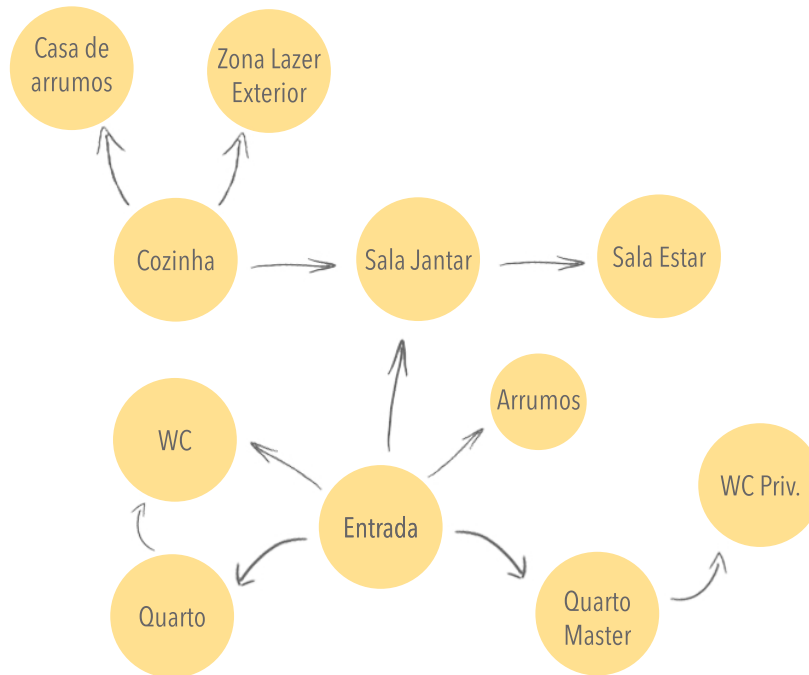 Casa de
arrumos
Zona Lazer
Exterior
Cozinha
Sala Jantar
Sala Estar
Arrumos
WC
WC Priv.
Entrada
Quarto
Quarto
Master